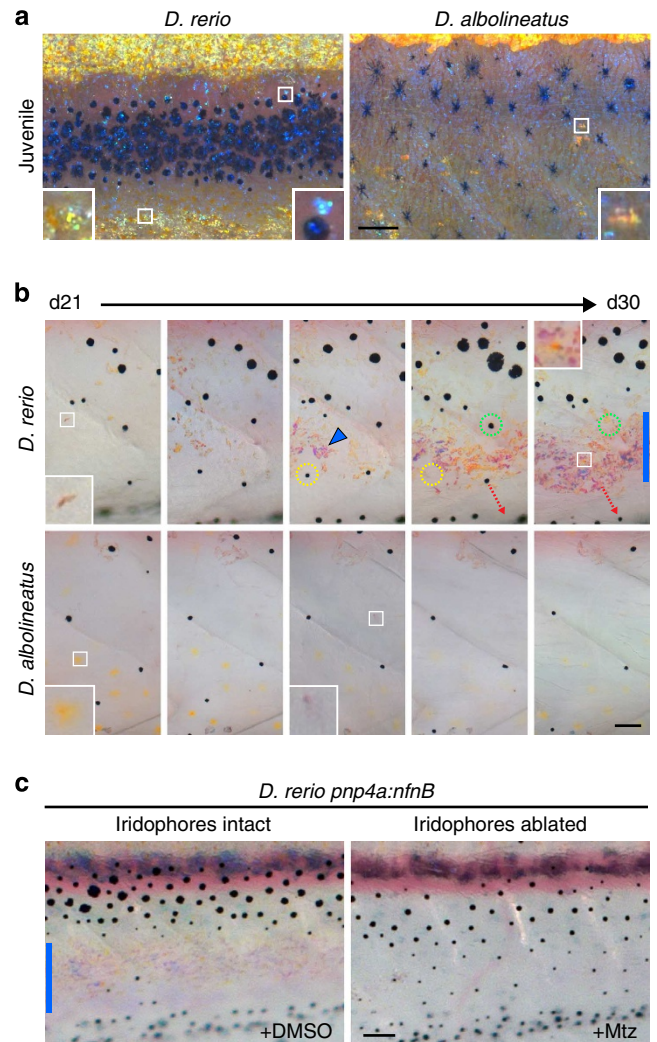 a
D. rerio
D. albolineatus
Juvenile
b
d21
d30
D. rerio
D. albolineatus
c
D. rerio pnp4a:nfnB
Iridophores intact
Iridophores ablated
+DMSO
+Mtz